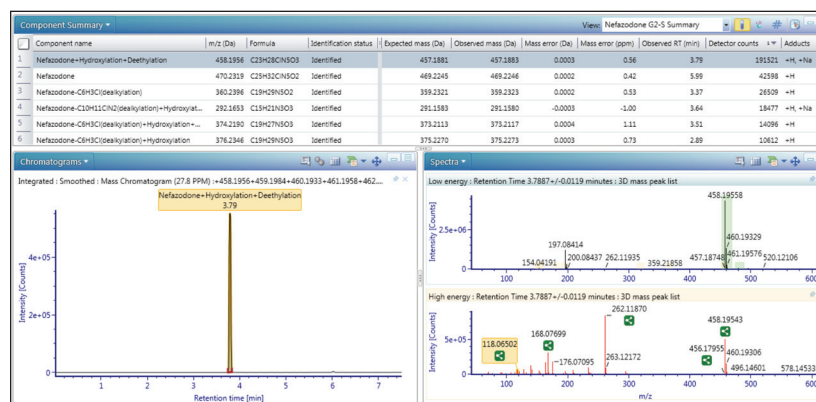 Component Summary
View: Nefazodone G2-S Summary
Component name m/z (Da) Formula Identification status Expected mass (Da) Observed mass (Da) Mass error (Da) Mass error (ppm) Observed RT (min) Detector counts Adducts
1 Nefazodone+Hydroxylation+Deethylation 458.1956 C23H28ClN5O3 Identified 457.1881 457.1883 0.0003 0.56 3.79 191521 +H, +Na
2 Nefazodone 470.2319 C25H32ClN5O2 Identified 469.2245 469.2246 0.0002 0.42 5.99 42598 +H
3 Nefazodone-C6H3Cl(dealkylation) 360.2396 C19H29N5O2 Identified 359.2321 359.2323 0.0002 0.53 3.37 26509 +H
4 Nefazodone-C10H11ClN2(dealkylation)+Hydroxylat... 292.1653 C15H21N3O3 Identified 291.1583 291.1580 -0.0003 -1.00 3.64 18477 +H, +Na
5 Nefazodone-C6H3Cl(dealkylation)+Hydroxylation+... 374.2190 C19H27N5O3 Identified 373.2113 373.2117 0.0004 1.11 3.51 14096 +H
6 Nefazodone-C6H3Cl(dealkylation)+Hydroxylation 376.2346 C19H29N5O3 Identified 375.2270 375.2273 0.0003 0.73 2.89 10612 +H
Chromatograms
Integrated : Smoothed : Mass Chromatogram (27.8 PPM) :+458.1956+459.1984+460.1933+461.1958+462....
Nefazodone+Hydroxylation+Deethylation
3.79
Intensity [Counts]
4e+05
2e+05
0
1 2 3 4 5 6 7
Retention time [min]
Spectra
Low energy : Retention Time 3.7887+/-0.0119 minutes : 3D mass peak list
Intensity [Counts]
2.5e+06
0
458.19558
460.19329
461.19576
457.18748
520.12106
197.08414
154.04191
200.08437
262.11935
359.21858
100 200 300 400 500
High energy : Retention Time 3.7887+/-0.0119 minutes : 3D mass peak list
Intensity [Counts]
5e+05
0
262.11870
458.19543
168.07699
118.06502
456.17955
460.19306
176.07095
263.12172
496.14601
578.14533
100 200 300 400 500
m/z